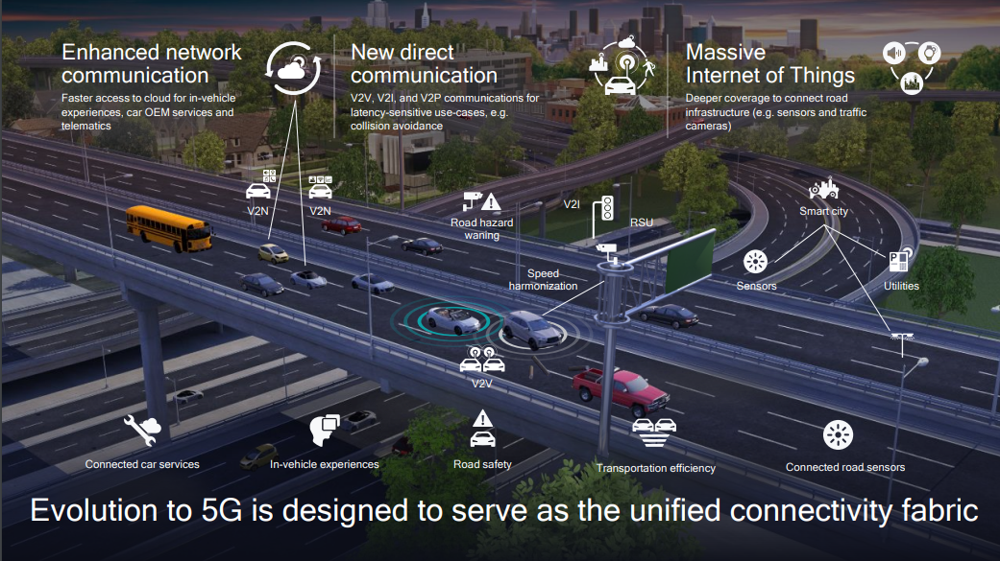 Enhanced network
communication
Faster access to cloud for in-vehicle
experiences, car OEM services and
telematics
New direct
communication
V2V, V2I, and V2P communications for
latency-sensitive use-cases, e.g.
collision avoidance
Massive
Internet of Things
Deeper coverage to connect road
infrastructure (e.g. sensors and traffic
cameras)
V2N
V2N
Road hazard
waning
V2I
RSU
Smart city
Speed
harmonization
Sensors
Utilities
P
V2V
Connected car services
In-vehicle experiences
Road safety
Transportation efficiency
Connected road sensors
Evolution to 5G is designed to serve as the unified connectivity fabric